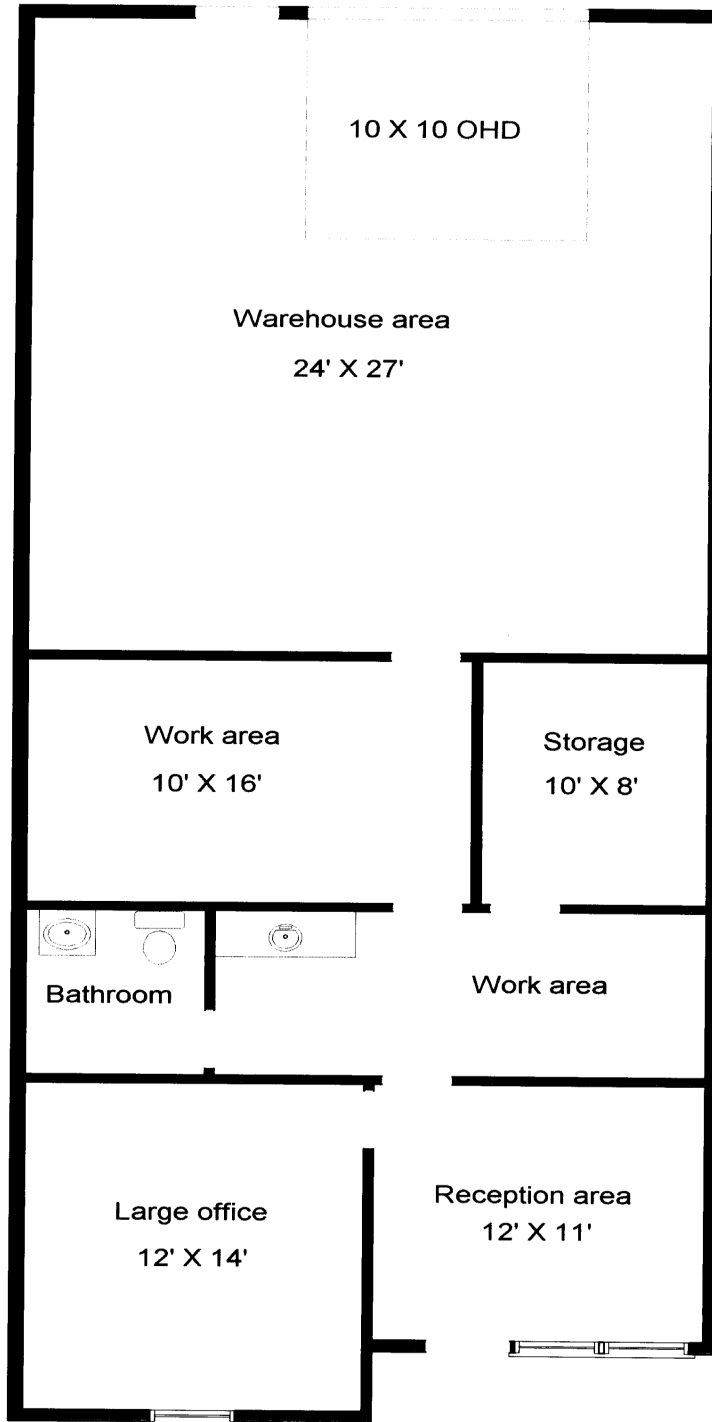 10 X 10 OHD
Warehouse area
24' X 27'
Work area
10' X 16'
Storage
10' X 8'
Bathroom
Work area
Large office
12' X 14'
Reception area
12' X 11'